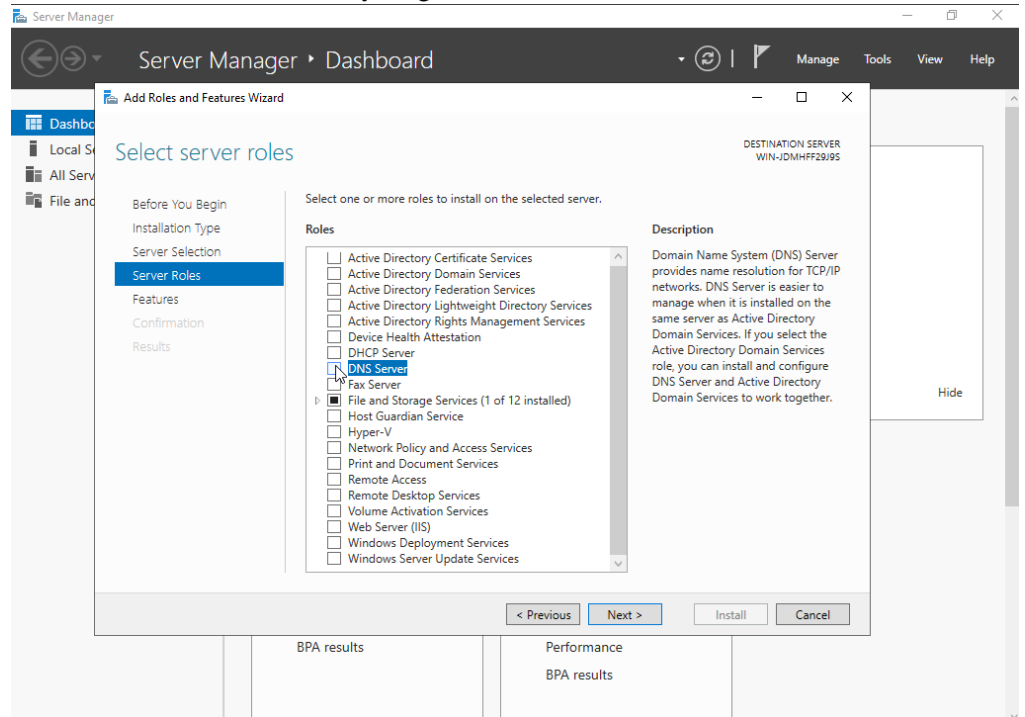 Server Manager
Server Manager • Dashboard
Manage Tools View Help
Add Roles and Features Wizard
Select server roles
DESTINATION SERVER
WIN-JDMHFF29J9S
Dashbo
Local Se
All Serv
File and
Before You Begin
Installation Type
Server Selection
Server Roles
Features
Confirmation
Results
Select one or more roles to install on the selected server.
Roles
Active Directory Certificate Services
Active Directory Domain Services
Active Directory Federation Services
Active Directory Lightweight Directory Services
Active Directory Rights Management Services
Device Health Attestation
DHCP Server
DNS Server
Fax Server
File and Storage Services (1 of 12 installed)
Host Guardian Service
Hyper-V
Network Policy and Access Services
Print and Document Services
Remote Access
Remote Desktop Services
Volume Activation Services
Web Server (IIS)
Windows Deployment Services
Windows Server Update Services
Description
Domain Name System (DNS) Server
provides name resolution for TCP/IP
networks. DNS Server is easier to
manage when it is installed on the
same server as Active Directory
Domain Services. If you select the
Active Directory Domain Services
role, you can install and configure
DNS Server and Active Directory
Domain Services to work together.
Hide
< Previous Next > Install Cancel
BPA results
Performance
BPA results